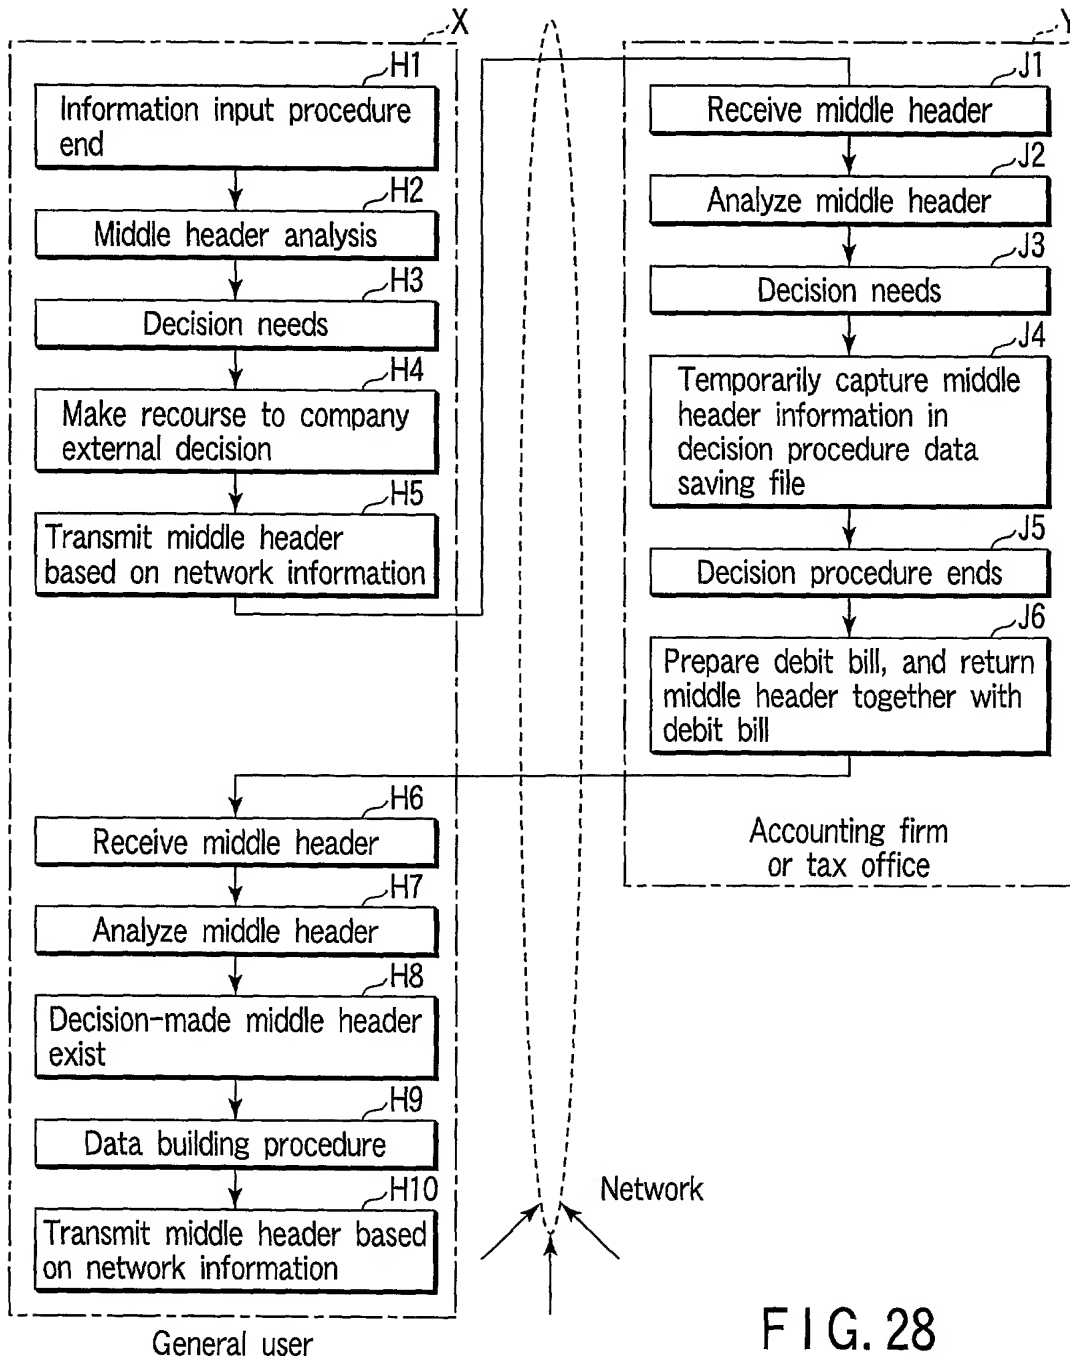 X
H1
Information input procedure
end
H2
Middle header analysis
H3
Decision needs
H4
Make recourse to company
external decision
H5
Transmit middle header
based on network information
H6
Receive middle header
H7
Analyze middle header
H8
Decision-made middle header
exist
H9
Data building procedure
H10
Transmit middle header based
on network information
General user
Network
Y
J1
Receive middle header
J2
Analyze middle header
J3
Decision needs
J4
Temporarily capture middle
header information in
decision procedure data
saving file
J5
Decision procedure ends
J6
Prepare debit bill, and return
middle header together with
debit bill
Accounting firm
or tax office
FIG. 28